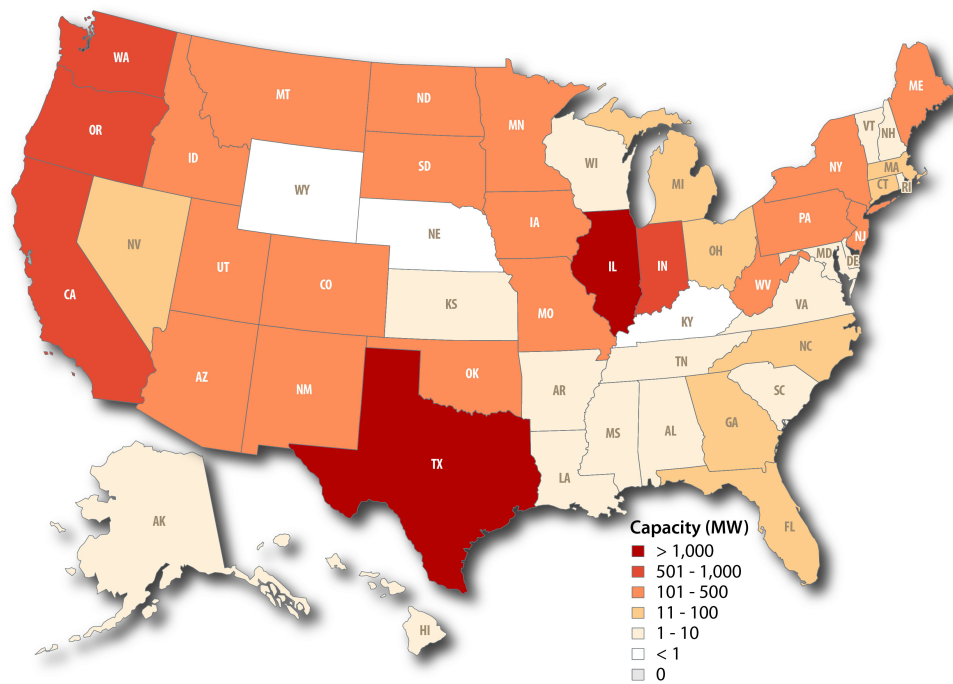 WA
MT
ND
MN
ME
VT
NH
OR
ID
SD
WI
NY
MA
CT
RI
MI
WY
IA
PA
NE
NJ
NV
UT
CO
IL
IN
OH
MD
DE
CA
KS
MO
WV
VA
KY
AZ
NM
OK
TN
NC
AR
SC
MS
AL
GA
TX
LA
AK
FL
HI
Capacity (MW)
> 1,000
501 - 1,000
101 - 500
11 - 100
1 - 10
< 1
0